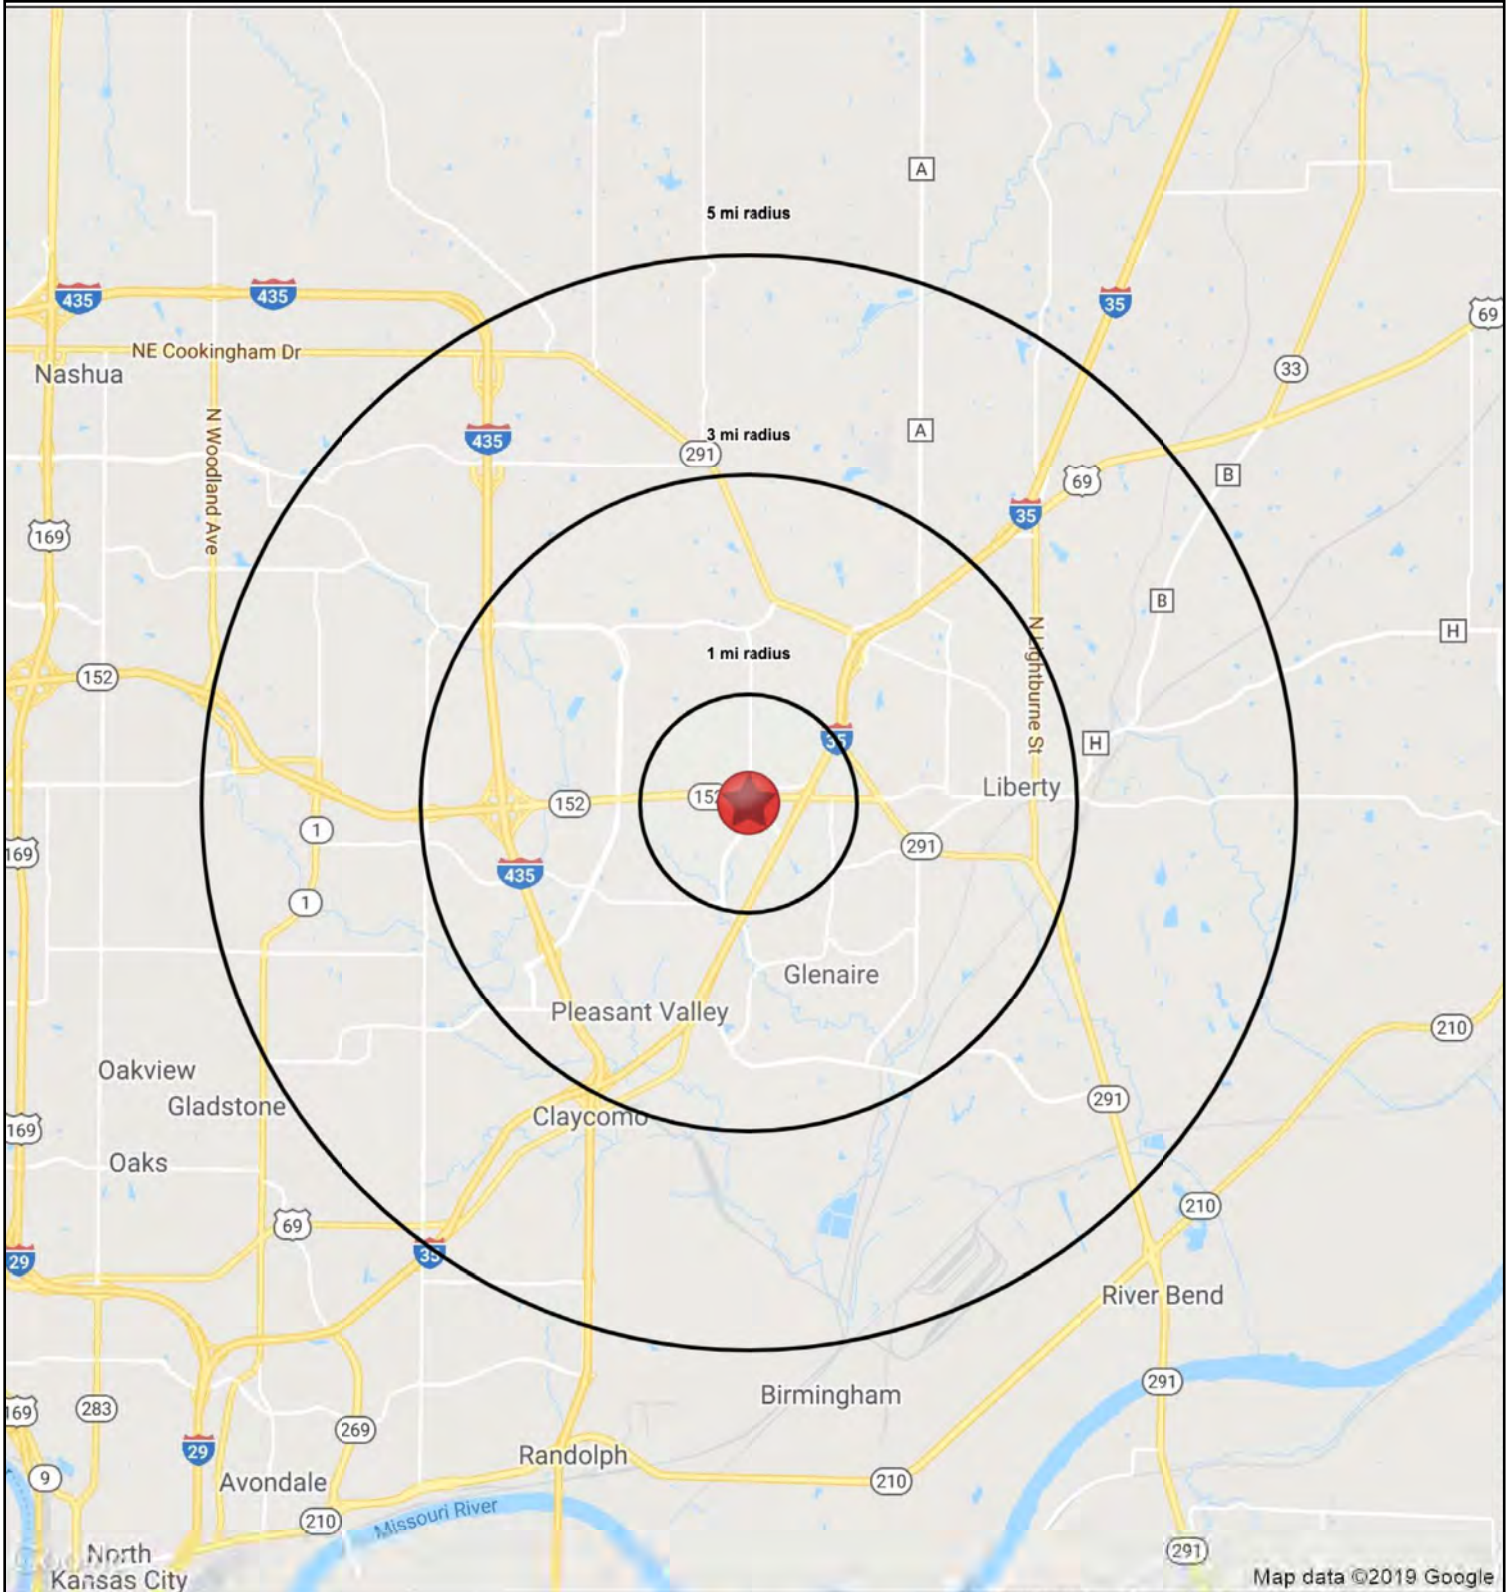 A
5 mi radius
435
435
35
69
NE Cookingham Dr
33
Nashua
N Woodland Ave
435
3 mi radius
A
291
69
B
35
169
B
N Lightburne St
H
1 mi radius
152
35
H
Liberty
152
152
1
291
169
435
1
Glenaire
Pleasant Valley
210
Oakview
291
Gladstone
Claycomo
169
Oaks
210
69
35
29
River Bend
291
Birmingham
169
283
269
29
Randolph
9
Avondale
210
Missouri River
210
291
North
Kansas City
Google
Map data ©2019 Google